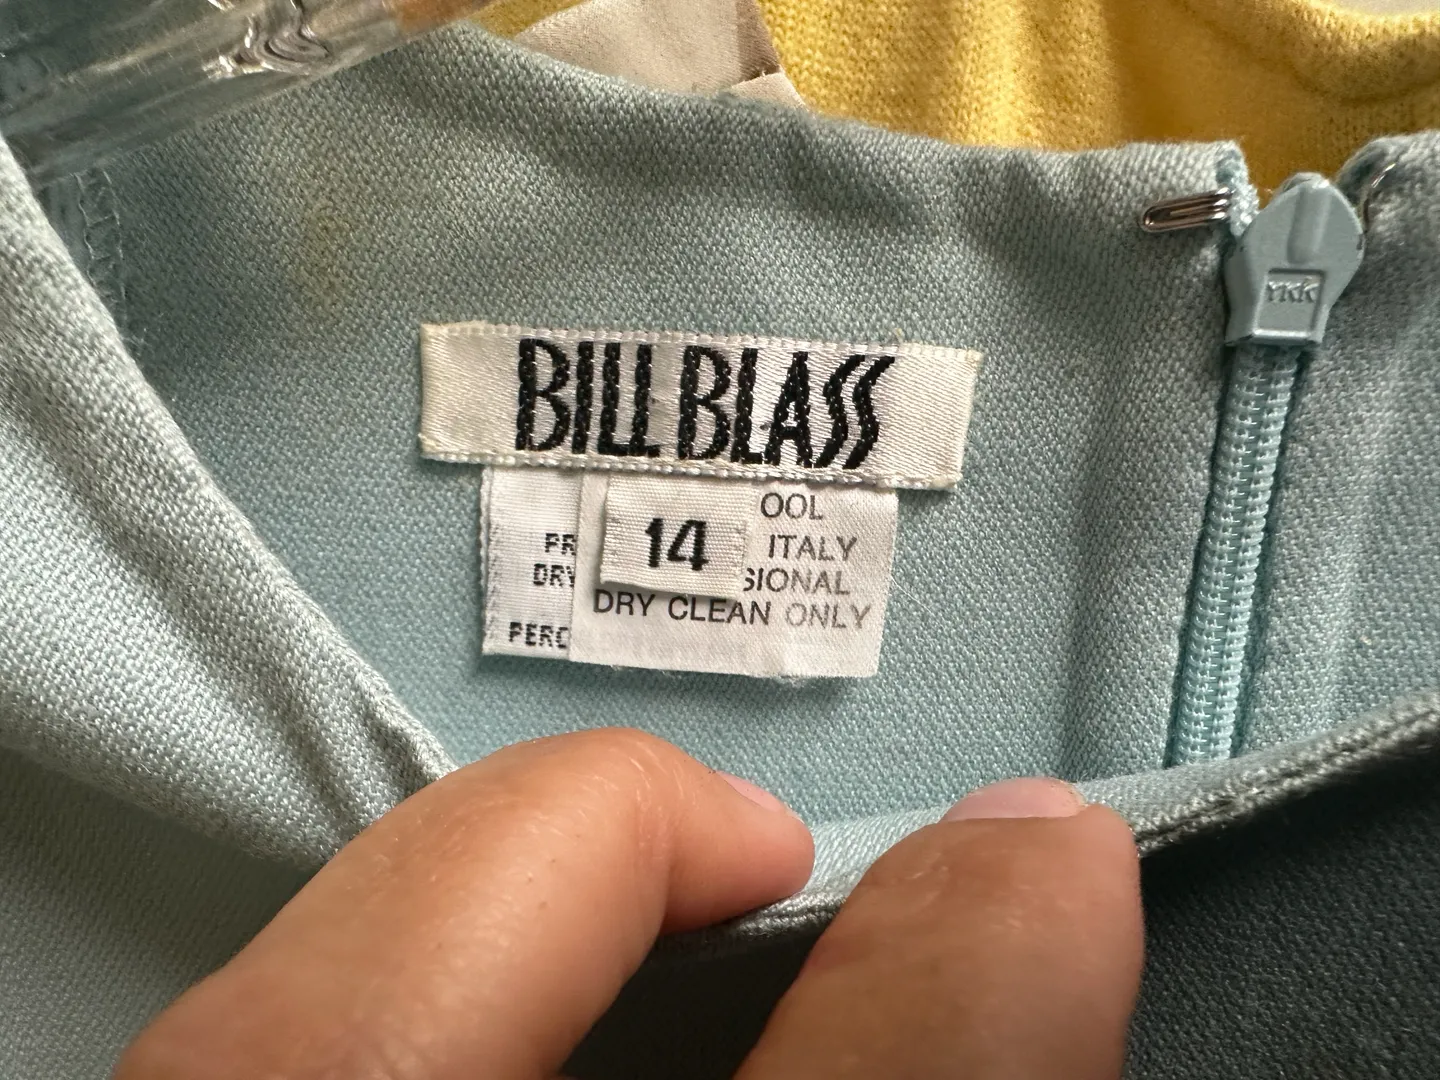 YKK
BILL BLASS
14
OOL
PR ITALY
DRY SIONAL
DRY CLEAN ONLY
PERC